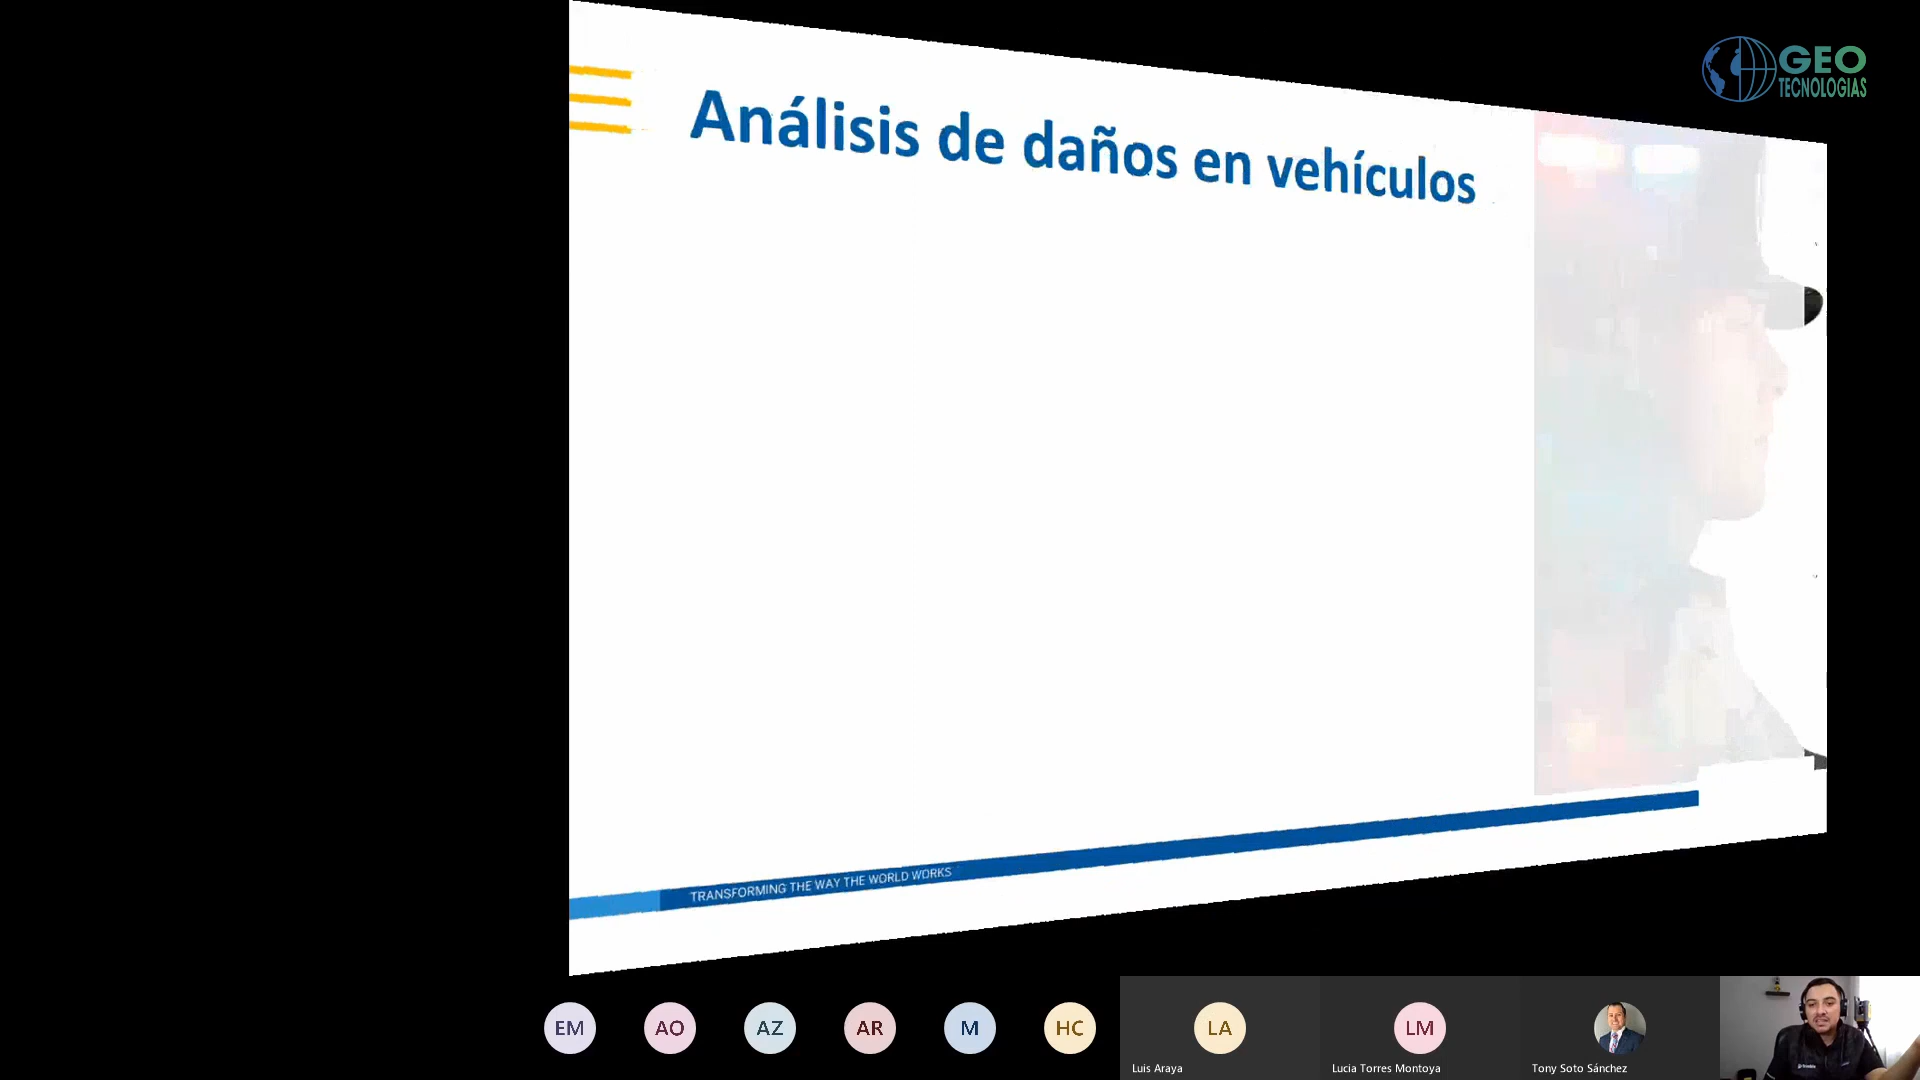 GEO
TECNOLOGIAS
Análisis de daños en vehículos
TRANSFORMING THE WAY THE WORLD WORKS
EM
AO
AZ
AR
M
HC
LA
LM
Luis Araya
Lucia Torres Montoya
Tony Soto Sánchez